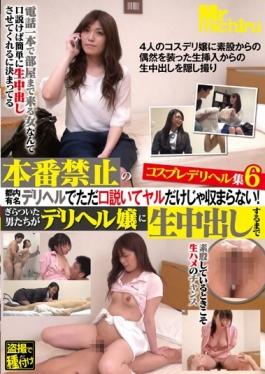 Mr michiru
電話一本で部屋まで来る女なんて
口説けば簡単に生中出し
させてくれるに決まってる
4人のコスデリ嬢に素股からの
偶然を装った生挿入からの
生中出しを隠し撮り
本番禁止の
コスプレデリヘル集6
都内有名デリヘルでただ口説いてヤルだけじゃ収まらない!
ぎらついた男たちがデリヘル嬢に生中出しするまで
素股しているときこそ
生ハメのチャンス
盗撮で
種付け